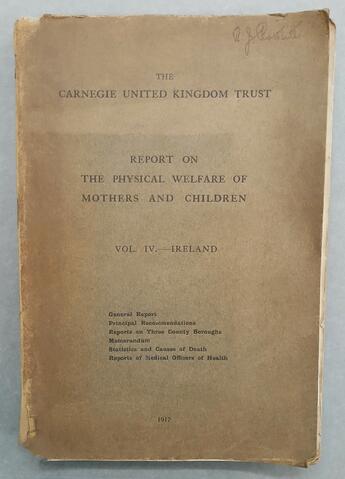 THE
CARNEGIE UNITED KINGDOM TRUST
REPORT ON
THE PHYSICAL WELFARE OF
MOTHERS AND CHILDREN
VOL. IV.—IRELAND
General Report
Principal Recommendations
Reports on Three County Boroughs
Memorandum
Statistics and Causes of Death
Reports of Medical Officers of Health
1917